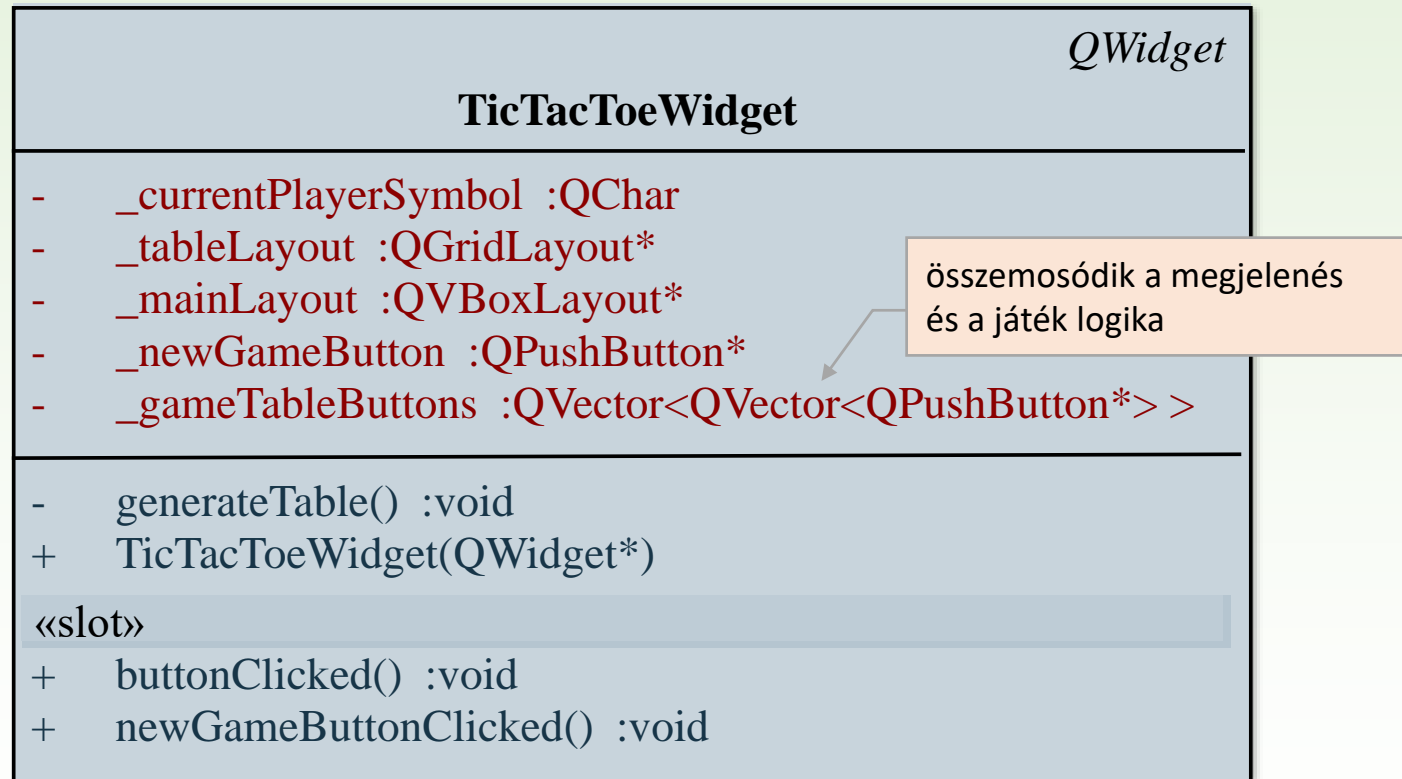 QWidget
TicTacToeWidget
- _currentPlayerSymbol :QChar
- _tableLayout :QGridLayout*
- _mainLayout :QVBoxLayout*
- _newGameButton :QPushButton*
- _gameTableButtons :QVector<QVector<QPushButton*> >
összemosódik a megjelenés
és a játék logika
- generateTable() :void
+ TicTacToeWidget(QWidget*)
«slot»
+ buttonClicked() :void
+ newGameButtonClicked() :void